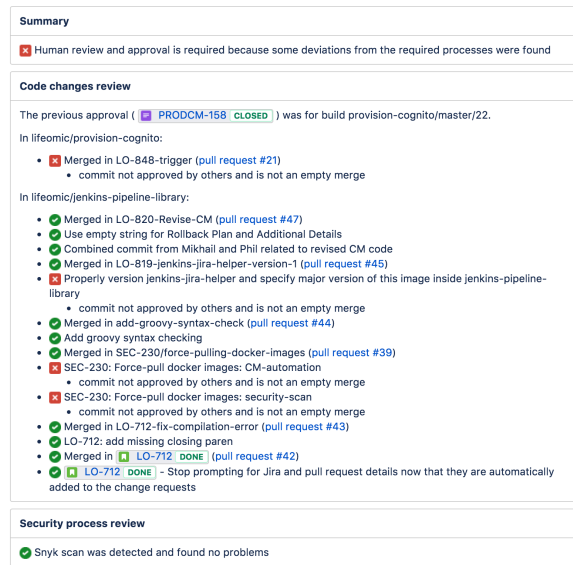 Summary
Human review and approval is required because some deviations from the required processes were found
Code changes review
The previous approval ( PRODCM-158 CLOSED ) was for build provision-cognito/master/22.
In lifeomic/provision-cognito:
Merged in LO-848-trigger (pull request #21)
commit not approved by others and is not an empty merge
In lifeomic/jenkins-pipeline-library:
Merged in LO-820-Revise-CM (pull request #47)
Use empty string for Rollback Plan and Additional Details
Combined commit from Mikhail and Phil related to revised CM code
Merged in LO-819-jenkins-jira-helper-version-1 (pull request #45)
Properly version jenkins-jira-helper and specify major version of this image inside jenkins-pipeline-
library
commit not approved by others and is not an empty merge
Merged in add-groovy-syntax-check (pull request #44)
Add groovy syntax checking
Merged in SEC-230/force-pulling-docker-images (pull request #39)
SEC-230: Force-pull docker images: CM-automation
commit not approved by others and is not an empty merge
SEC-230: Force-pull docker images: security-scan
commit not approved by others and is not an empty merge
Merged in LO-712-fix-compilation-error (pull request #43)
LO-712: add missing closing paren
Merged in LO-712 DONE (pull request #42)
LO-712 DONE - Stop prompting for Jira and pull request details now that they are automatically
added to the change requests
Security process review
Snyk scan was detected and found no problems